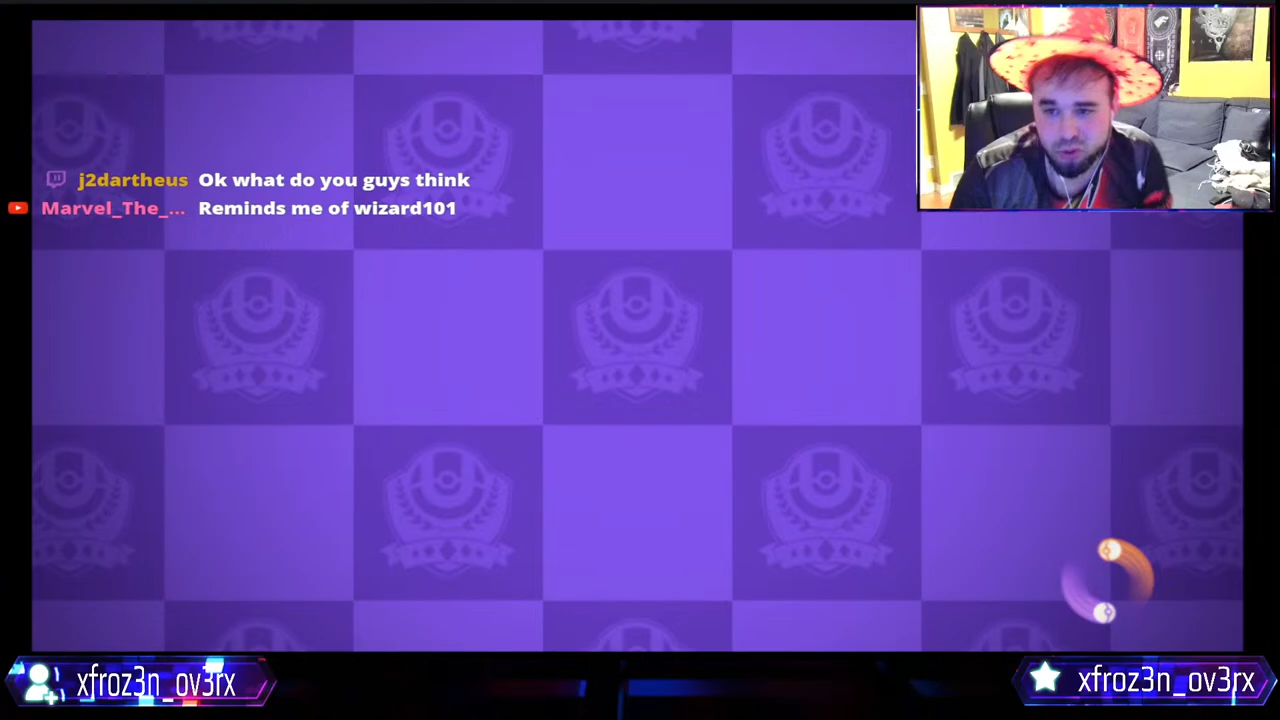 j2dartheus Ok what do you guys think
Marvel_The_... Reminds me of wizard101
xfroz3n_ov3rx
xfroz3n_ov3rx